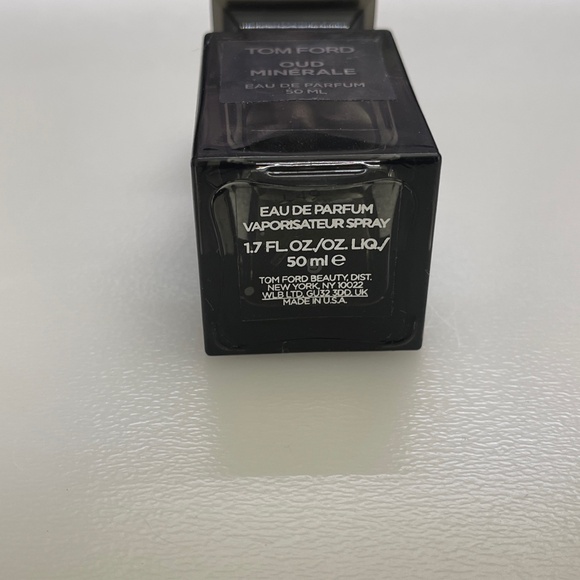 TOM FORD
OUD
MINÉRALE
EAU DE PARFUM
50 ML
EAU DE PARFUM
VAPORISATEUR SPRAY
1.7 FL.OZ./OZ. LIQ./
50 ml ℮
TOM FORD BEAUTY, DIST.
NEW YORK, NY 10022
WLB LTD, GU32 3DD, UK
MADE IN U.S.A.